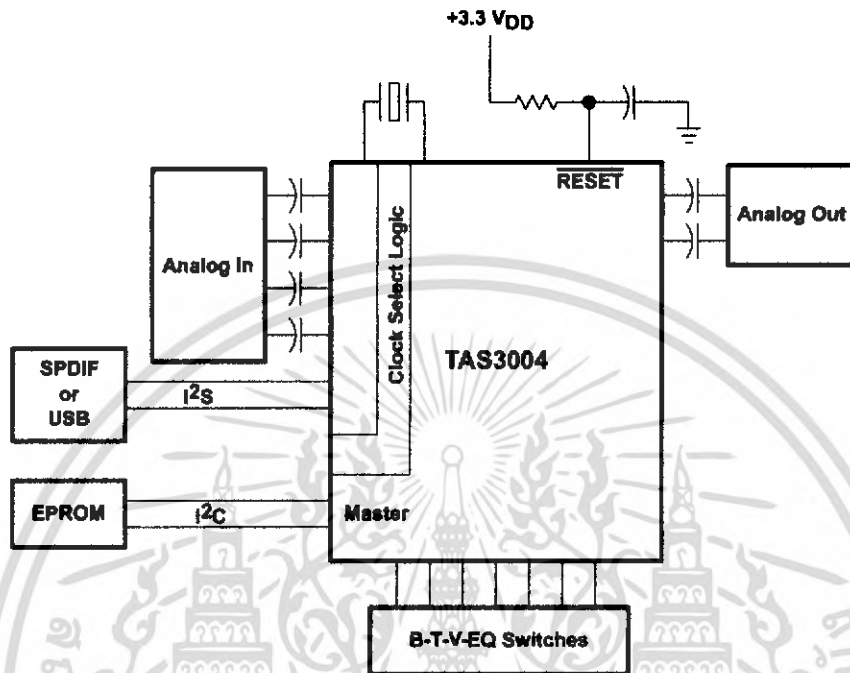 +3.3 VDD
RESET
Analog In
Clock Select Logic
TAS3004
Analog Out
SPDIF
or
USB
I2S
EPROM
I2C
Master
B-T-V-EQ Switches